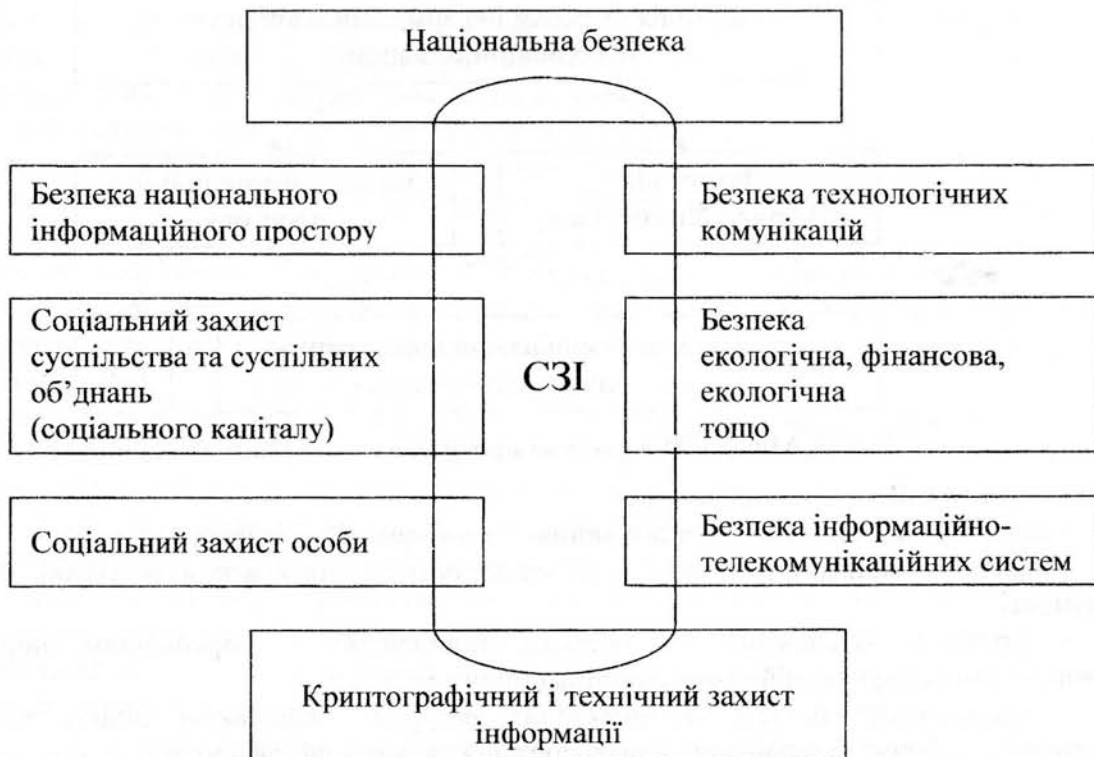 Національна безпека
Безпека національного
інформаційного простору
Безпека технологічних
комунікацій
Соціальний захист
суспільства та суспільних
об’днань
(соціального капіталу)
СЗІ
Безпека
екологічна, фінансова,
екологічна
тощо
Соціальний захист особи
Безпека інформаційно-
телекомунікаційних систем
Криптографічний і технічний захист
інформації